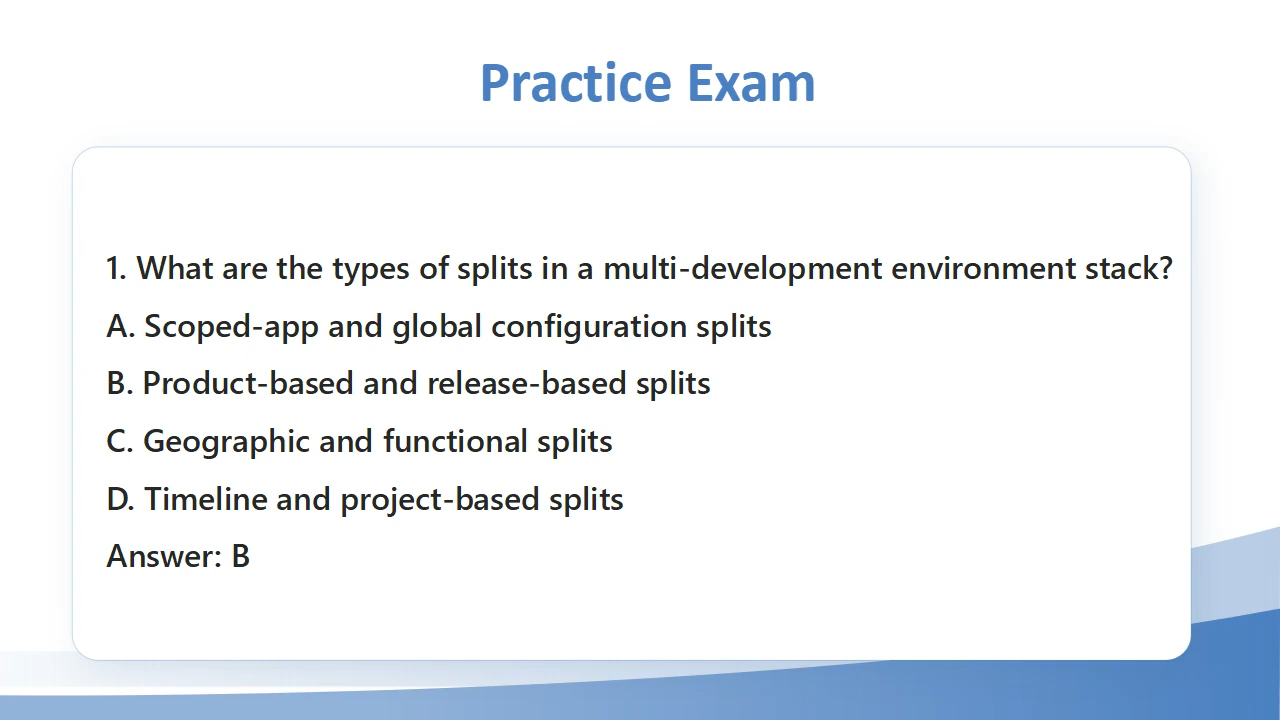 Practice Exam
1. What are the types of splits in a multi-development environment stack?
A. Scoped-app and global configuration splits
B. Product-based and release-based splits
C. Geographic and functional splits
D. Timeline and project-based splits
Answer: B